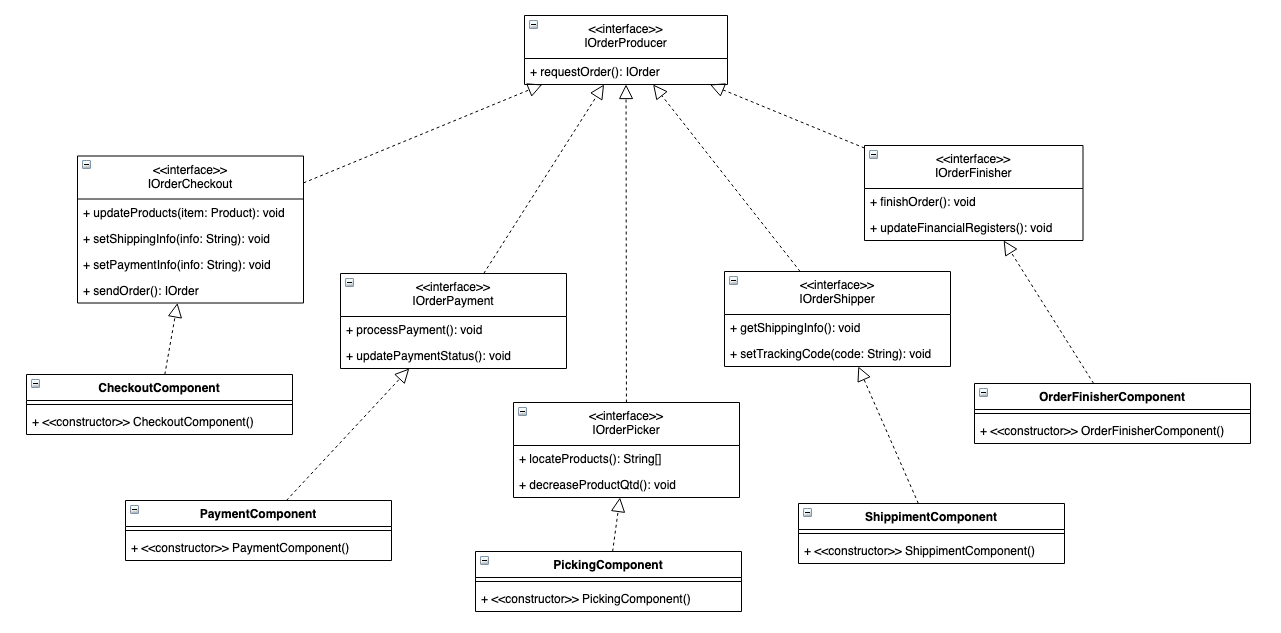 <<interface>>
IOrderProducer
+ requestOrder(): IOrder
<<interface>>
IOrderCheckout
+ updateProducts(item: Product): void
+ setShippingInfo(info: String): void
+ setPaymentInfo(info: String): void
+ sendOrder(): IOrder
<<interface>>
IOrderFinisher
+ finishOrder(): void
+ updateFinancialRegisters(): void
<<interface>>
IOrderPayment
+ processPayment(): void
+ updatePaymentStatus(): void
<<interface>>
IOrderShipper
+ getShippingInfo(): void
+ setTrackingCode(code: String): void
CheckoutComponent
+ <<constructor>> CheckoutComponent()
<<interface>>
IOrderPicker
+ locateProducts(): String[]
+ decreaseProductQtd(): void
OrderFinisherComponent
+ <<constructor>> OrderFinisherComponent()
PaymentComponent
+ <<constructor>> PaymentComponent()
ShippimentComponent
+ <<constructor>> ShippimentComponent()
PickingComponent
+ <<constructor>> PickingComponent()